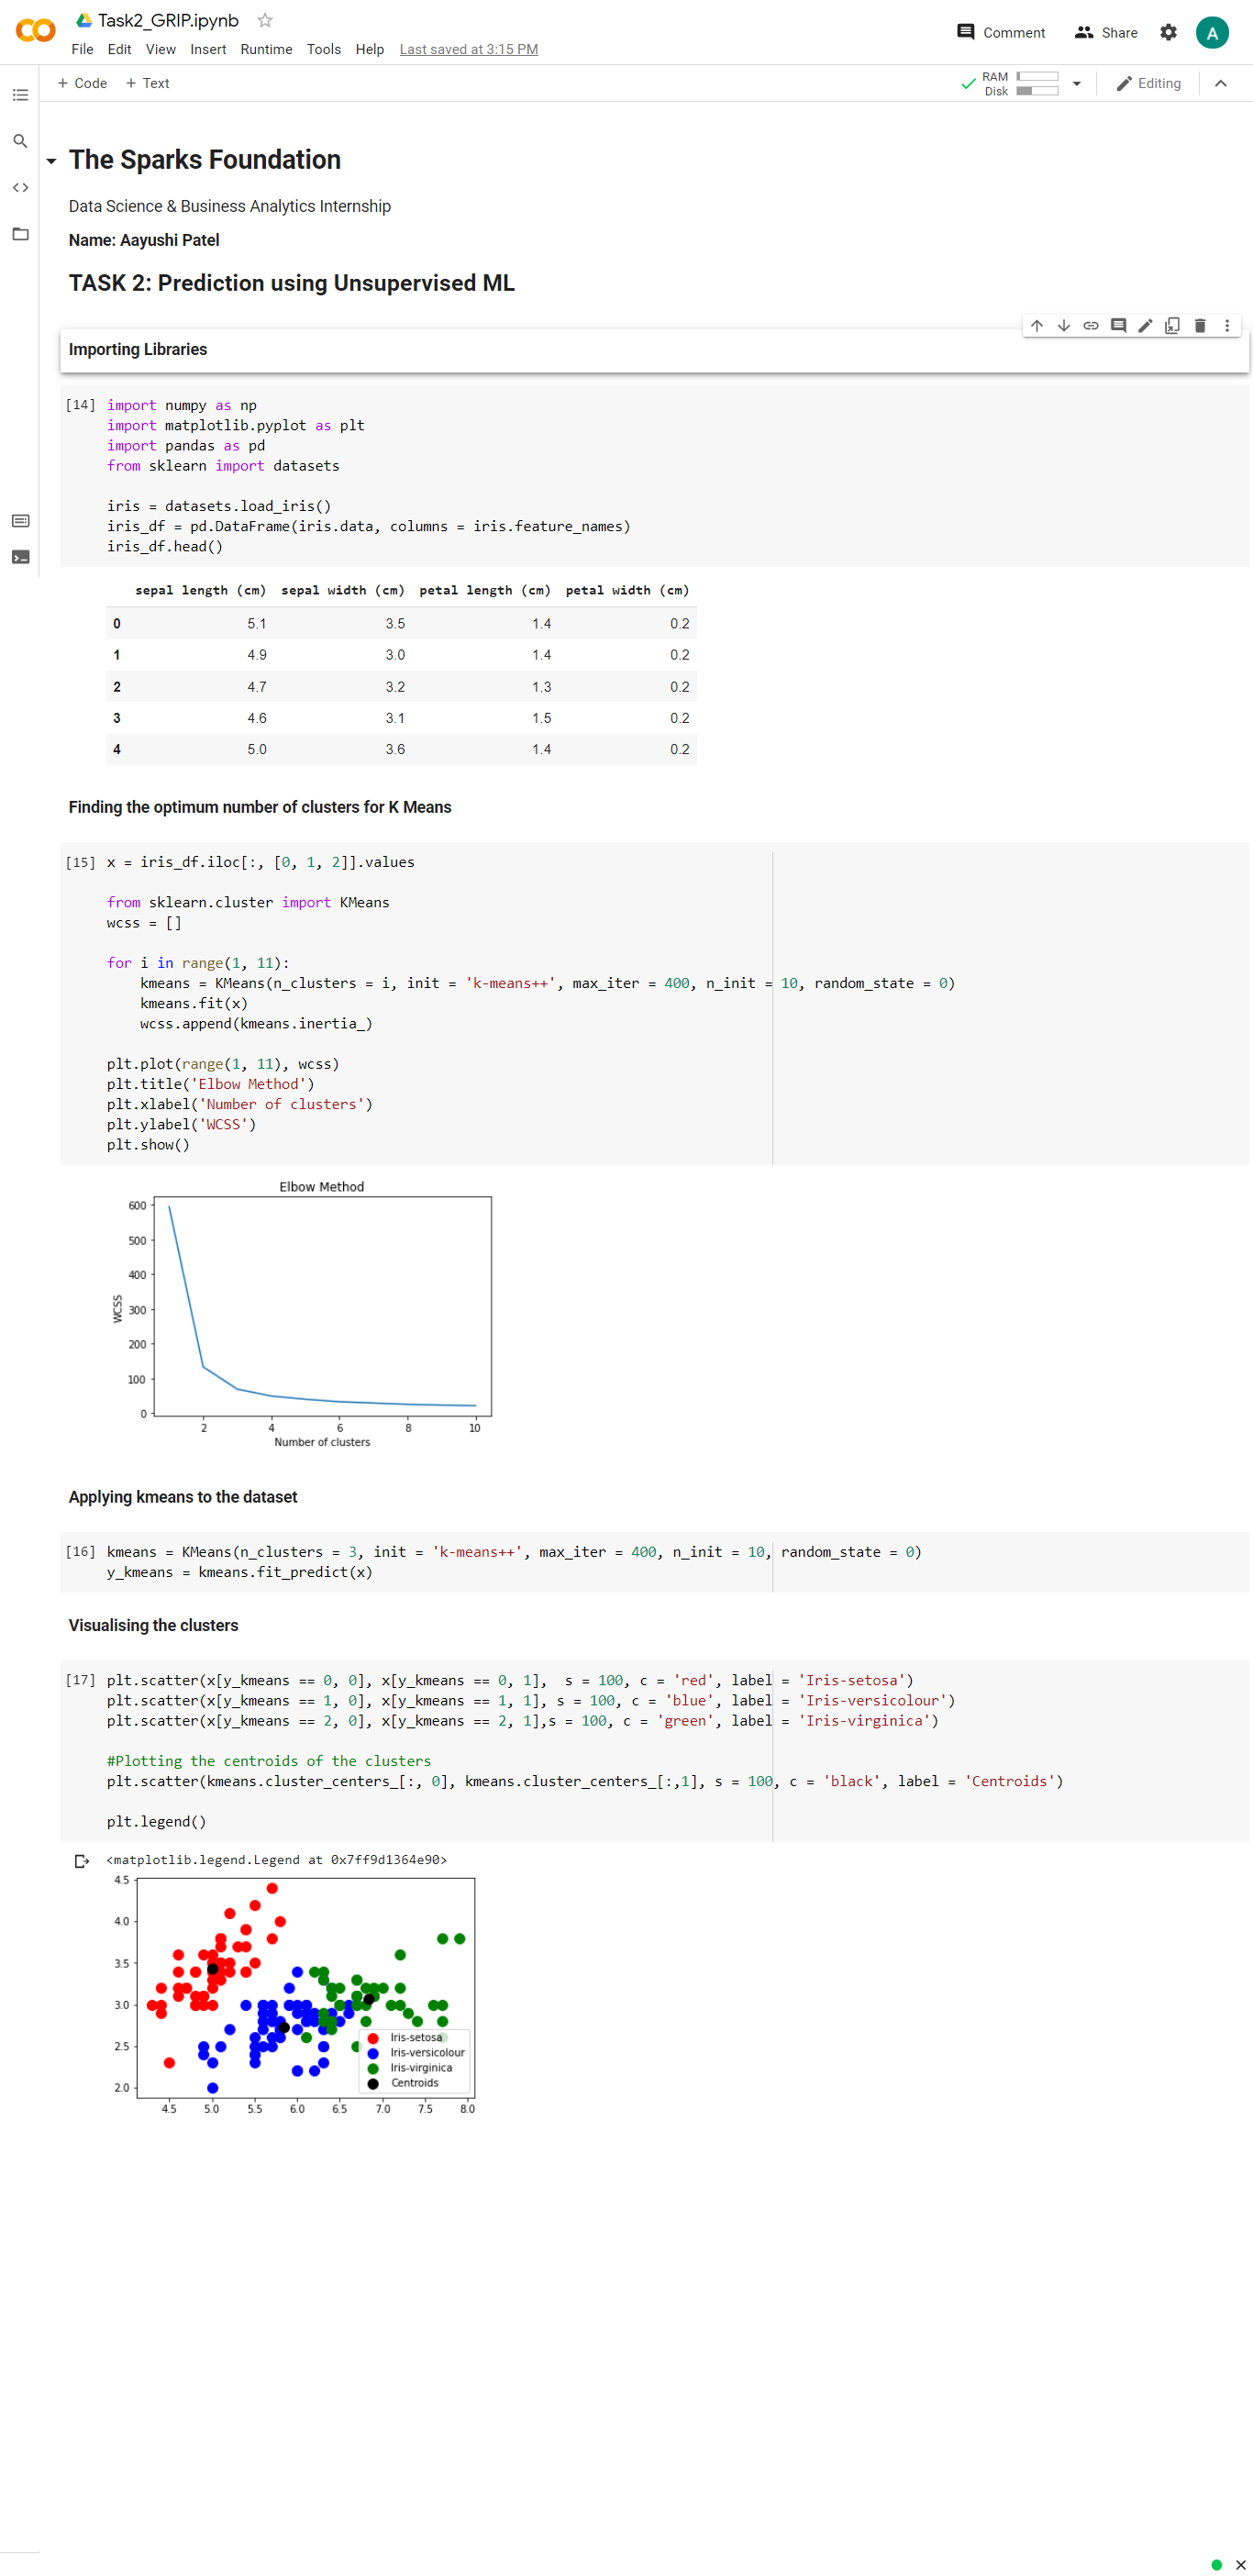 Task2_GRIP.ipynb
File Edit View Insert Runtime Tools Help Last saved at 3:15 PM
Comment Share A
+ Code + Text
RAM
Disk
Editing
The Sparks Foundation
Data Science & Business Analytics Internship
Name: Aayushi Patel
TASK 2: Prediction using Unsupervised ML
Importing Libraries
[14] import numpy as np
import matplotlib.pyplot as plt
import pandas as pd
from sklearn import datasets
iris = datasets.load_iris()
iris_df = pd.DataFrame(iris.data, columns = iris.feature_names)
iris_df.head()
sepal length (cm) sepal width (cm) petal length (cm) petal width (cm)
0 5.1 3.5 1.4 0.2
1 4.9 3.0 1.4 0.2
2 4.7 3.2 1.3 0.2
3 4.6 3.1 1.5 0.2
4 5.0 3.6 1.4 0.2
Finding the optimum number of clusters for K Means
[15] x = iris_df.iloc[:, [0, 1, 2]].values
from sklearn.cluster import KMeans
wcss = []
for i in range(1, 11):
    kmeans = KMeans(n_clusters = i, init = 'k-means++', max_iter = 400, n_init = 10, random_state = 0)
    kmeans.fit(x)
    wcss.append(kmeans.inertia_)
plt.plot(range(1, 11), wcss)
plt.title('Elbow Method')
plt.xlabel('Number of clusters')
plt.ylabel('WCSS')
plt.show()
Elbow Method
600
500
400
300
200
100
0
WCSS
2 4 6 8 10
Number of clusters
Applying kmeans to the dataset
[16] kmeans = KMeans(n_clusters = 3, init = 'k-means++', max_iter = 400, n_init = 10, random_state = 0)
y_kmeans = kmeans.fit_predict(x)
Visualising the clusters
[17] plt.scatter(x[y_kmeans == 0, 0], x[y_kmeans == 0, 1],  s = 100, c = 'red', label = 'Iris-setosa')
plt.scatter(x[y_kmeans == 1, 0], x[y_kmeans == 1, 1], s = 100, c = 'blue', label = 'Iris-versicolour')
plt.scatter(x[y_kmeans == 2, 0], x[y_kmeans == 2, 1],s = 100, c = 'green', label = 'Iris-virginica')
#Plotting the centroids of the clusters
plt.scatter(kmeans.cluster_centers_[:, 0], kmeans.cluster_centers_[:,1], s = 100, c = 'black', label = 'Centroids')
plt.legend()
<matplotlib.legend.Legend at 0x7ff9d1364e90>
4.5
4.0
3.5
3.0
2.5
2.0
Iris-setosa
Iris-versicolour
Iris-virginica
Centroids
4.5 5.0 5.5 6.0 6.5 7.0 7.5 8.0